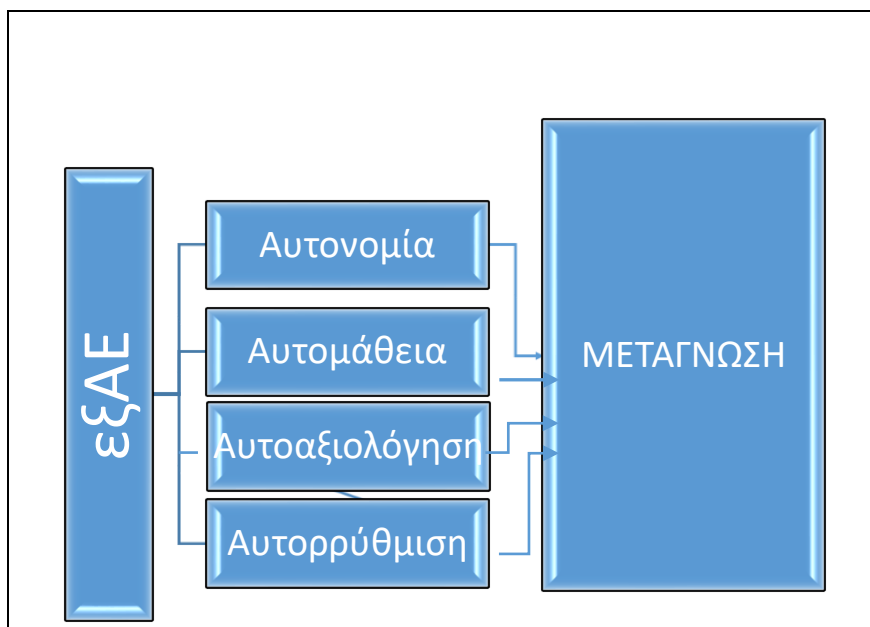 εξΑΕ
Αυτονομία
Αυτομάθεια
Αυτοαξιολόγηση
Αυτορρύθμιση
ΜΕΤΑΓΝΩΣΗ